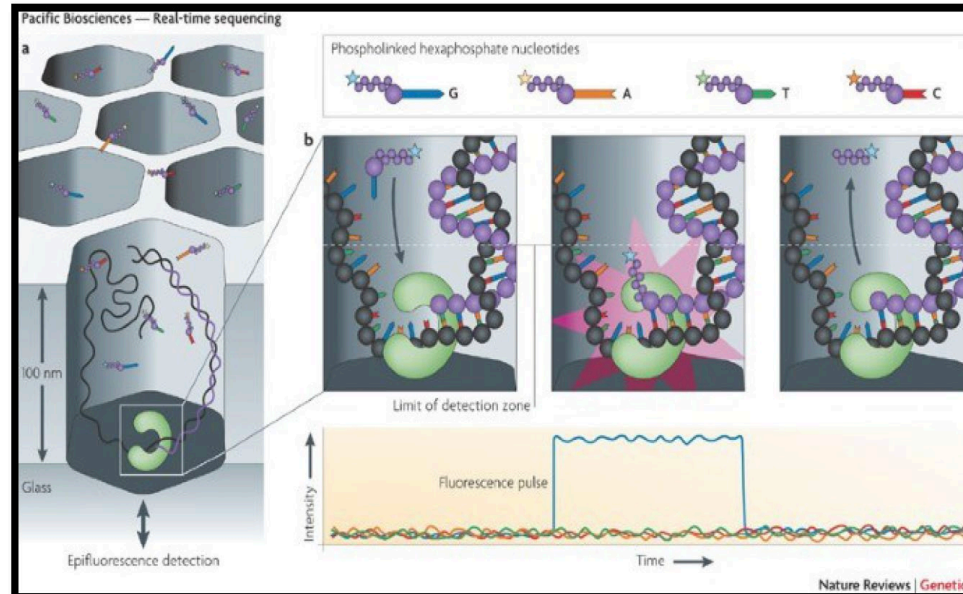 Pacific Biosciences — Real-time sequencing
a
Phospholinked hexaphosphate nucleotides
G
A
T
C
b
100 nm
Glass
Limit of detection zone
Intensity
Fluorescence pulse
Time
Epifluorescence detection
Nature Reviews | Genetic